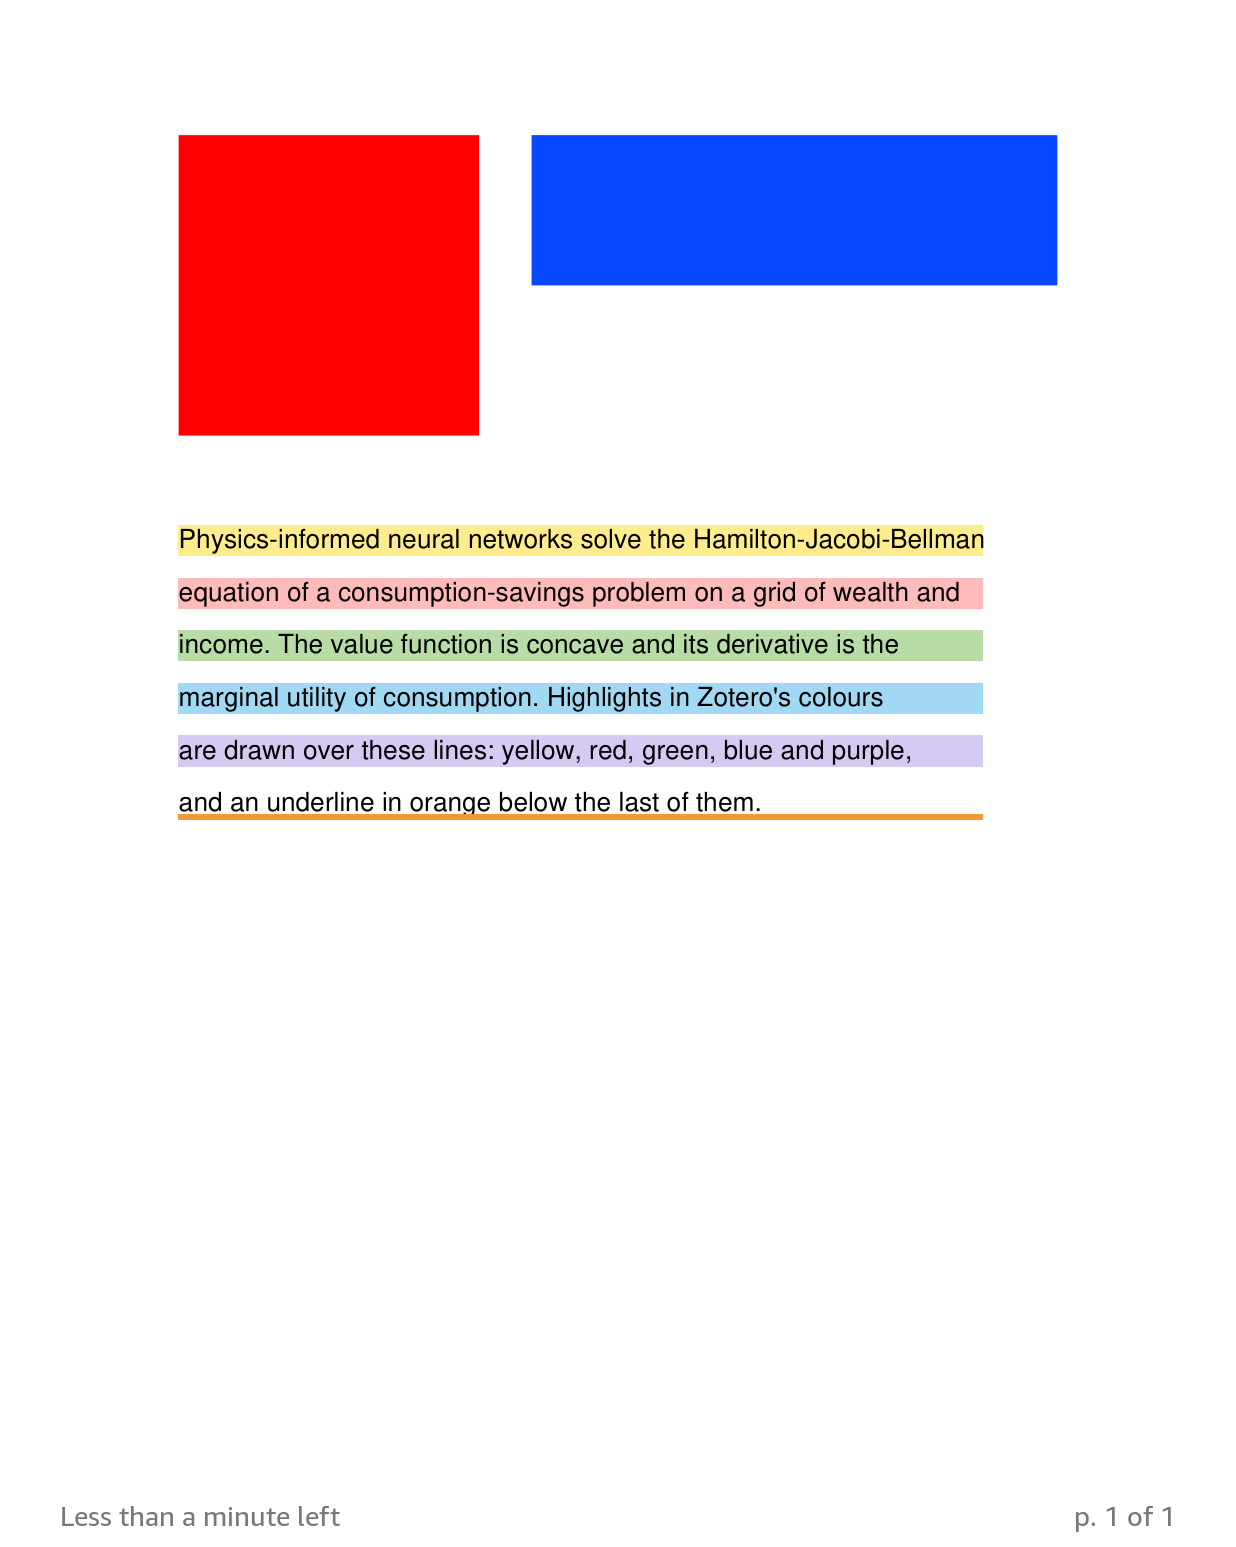 Physics-informed neural networks solve the Hamilton-Jacobi-Bellman
equation of a consumption-savings problem on a grid of wealth and
income. The value function is concave and its derivative is the
marginal utility of consumption. Highlights in Zotero's colours
are drawn over these lines: yellow, red, green, blue and purple,
and an underline in orange below the last of them.
Less than a minute left
p. 1 of 1